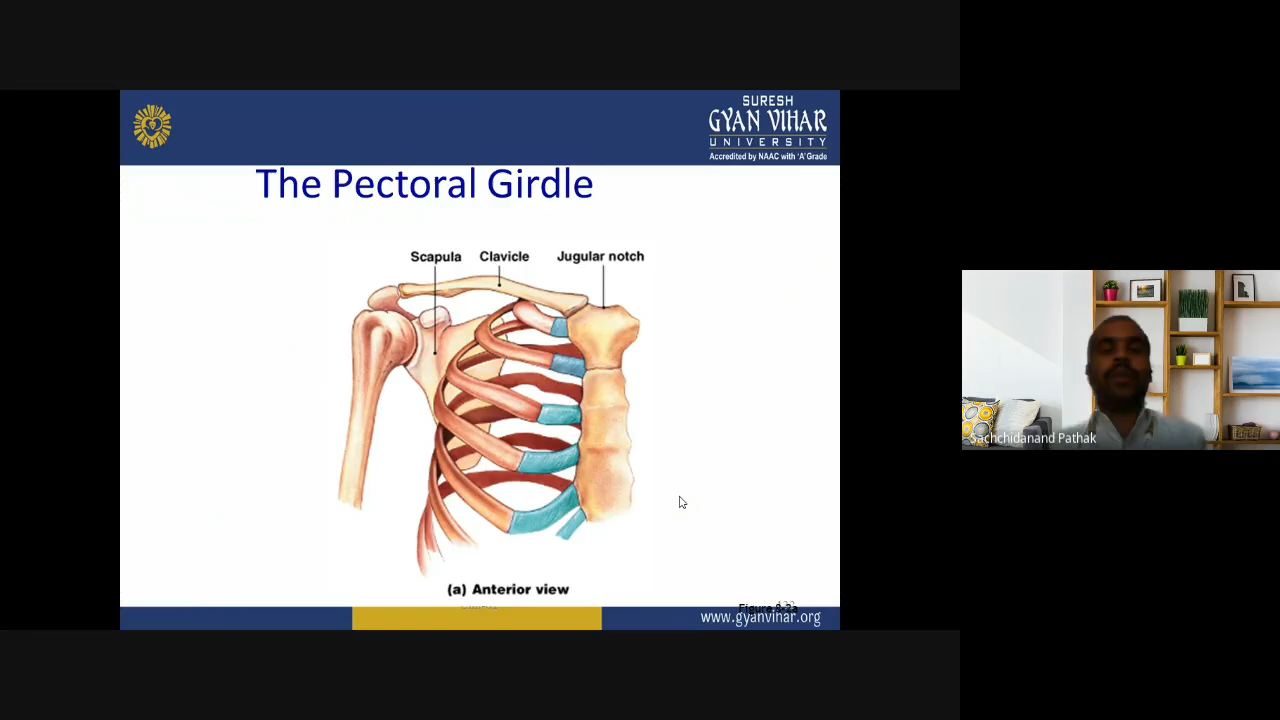 SURESH
GYAN VIHAR
UNIVERSITY
Accredited by NAAC with 'A' Grade
The Pectoral Girdle
Scapula Clavicle Jugular notch
(a) Anterior view
www.gyanvihar.org
Sachchidanand Pathak